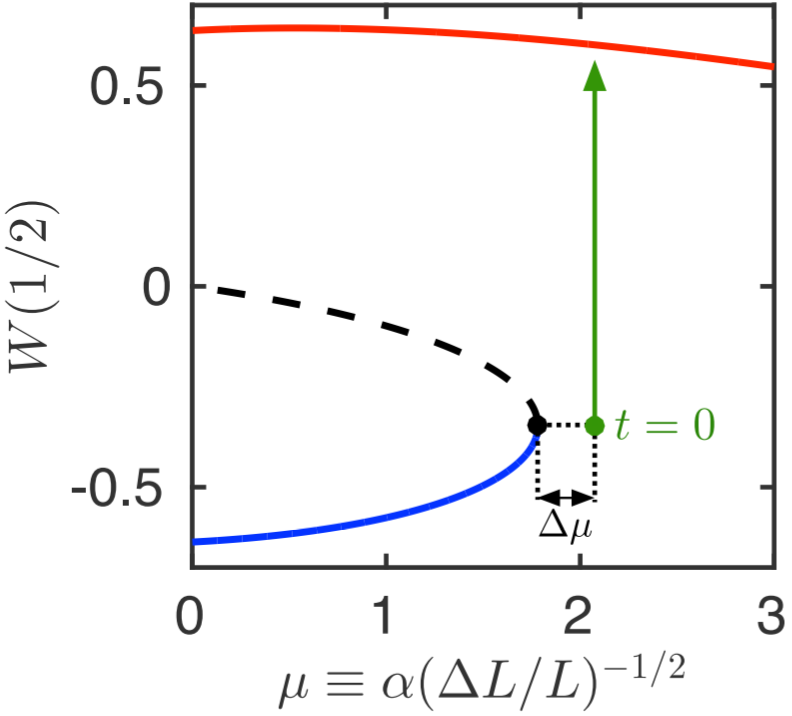 0.5
0
-0.5
W(1/2)
t = 0
Δμ
0 1 2 3
μ ≡ α(ΔL/L)^{-1/2}